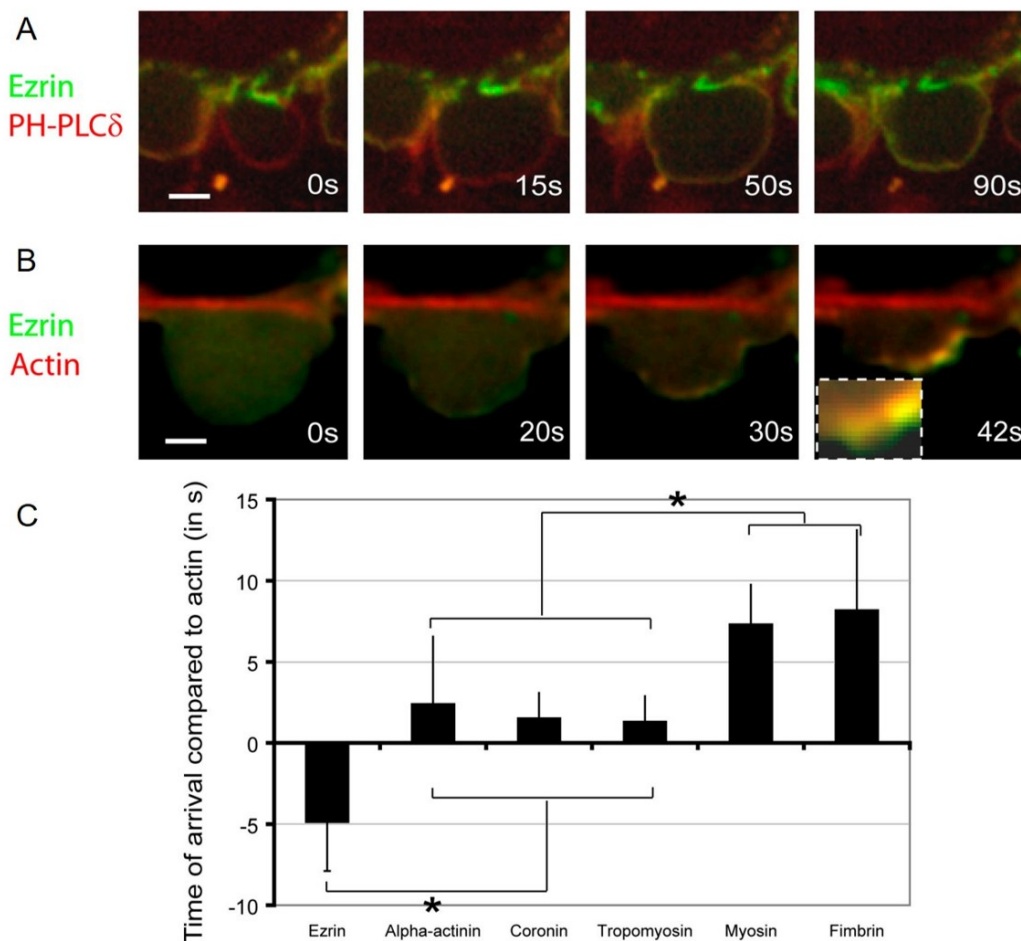 A
Ezrin
PH-PLCδ
0s
15s
50s
90s
B
Ezrin
Actin
0s
20s
30s
42s
C
Time of arrival compared to actin (in s)
15
10
5
0
-5
-10
*
*
Ezrin
Alpha-actinin
Coronin
Tropomyosin
Myosin
Fimbrin